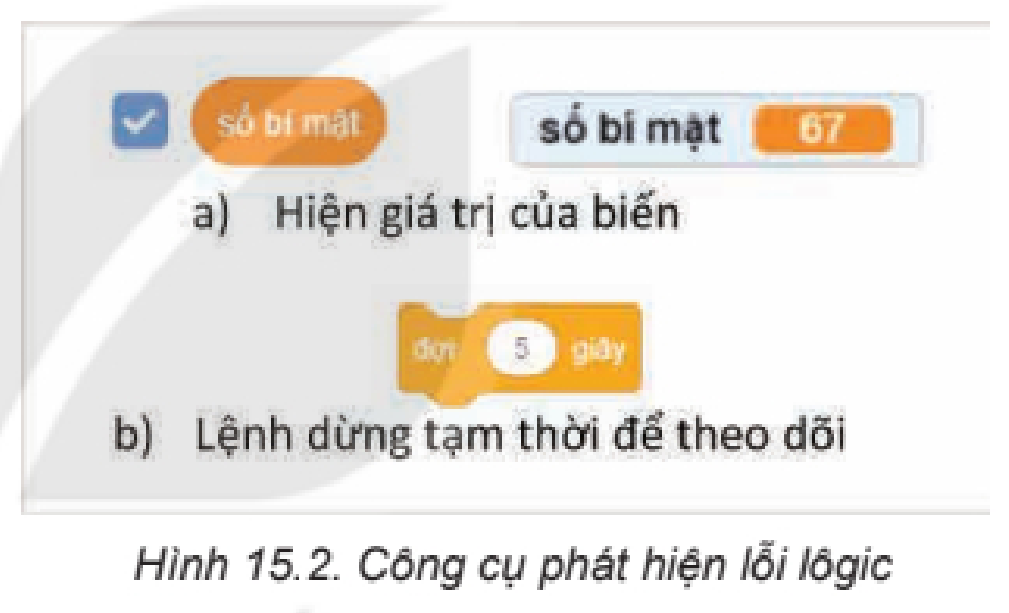 số bí mật
số bí mật 67
a) Hiện giá trị của biến
đợi 5 giây
b) Lệnh dừng tạm thời để theo dõi
Hình 15.2. Công cụ phát hiện lỗi lôgic